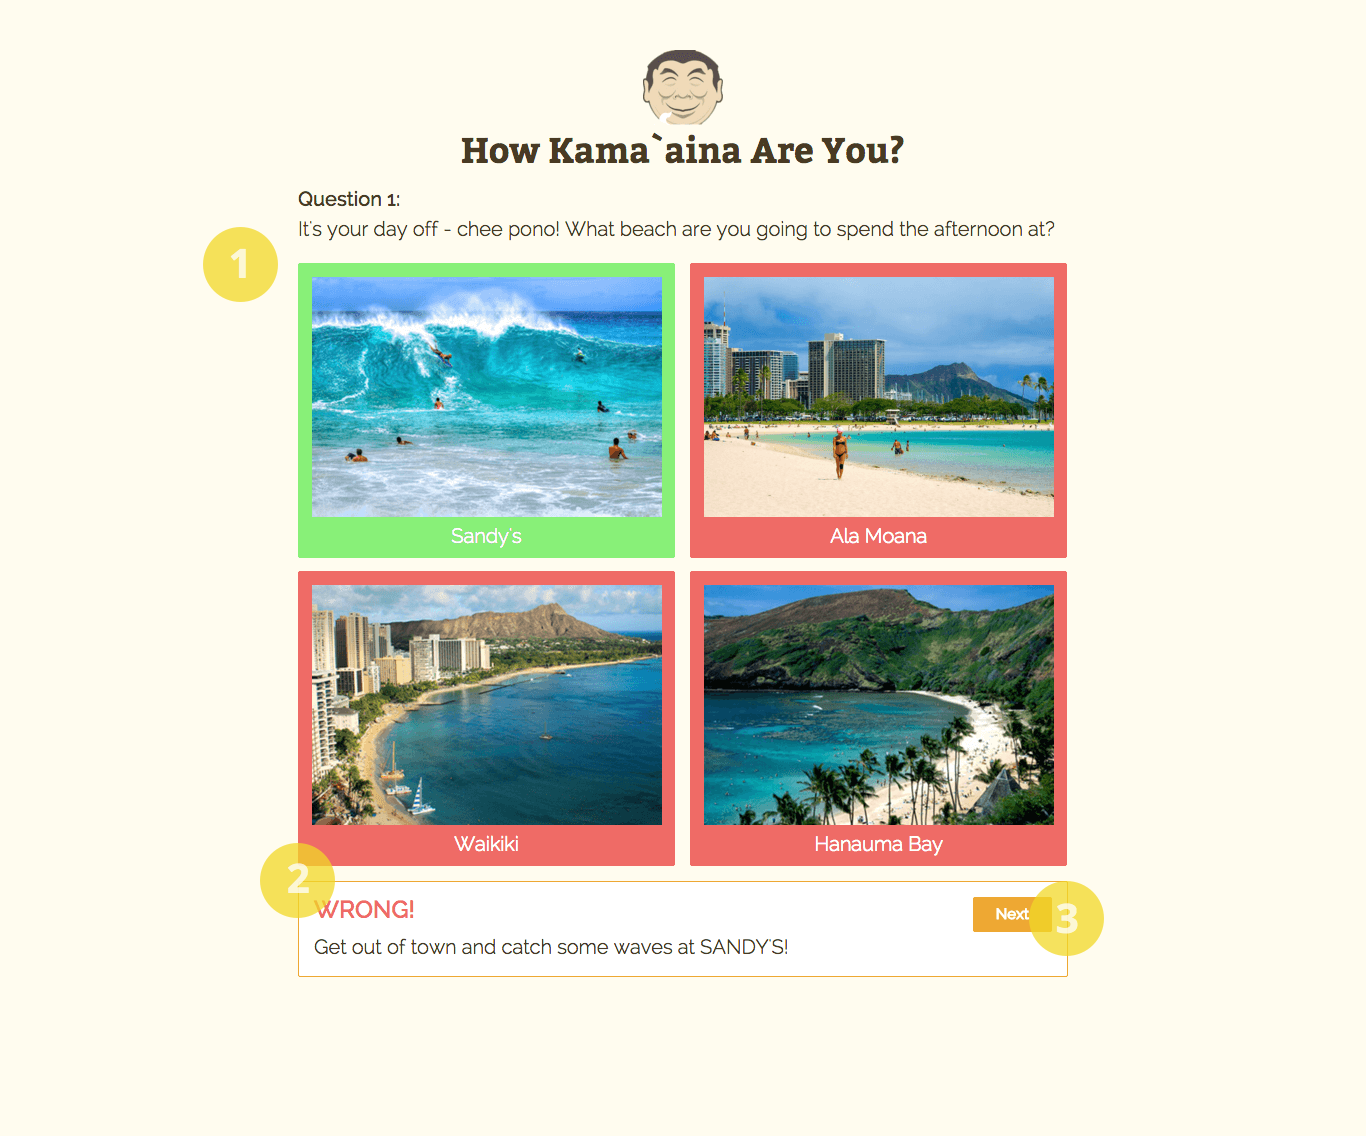 How Kama`aina Are You?
Question 1:
It's your day off - chee pono! What beach are you going to spend the afternoon at?
1
Sandy's
Ala Moana
Waikiki
Hanauma Bay
2
WRONG!
Next
3
Get out of town and catch some waves at SANDY'S!